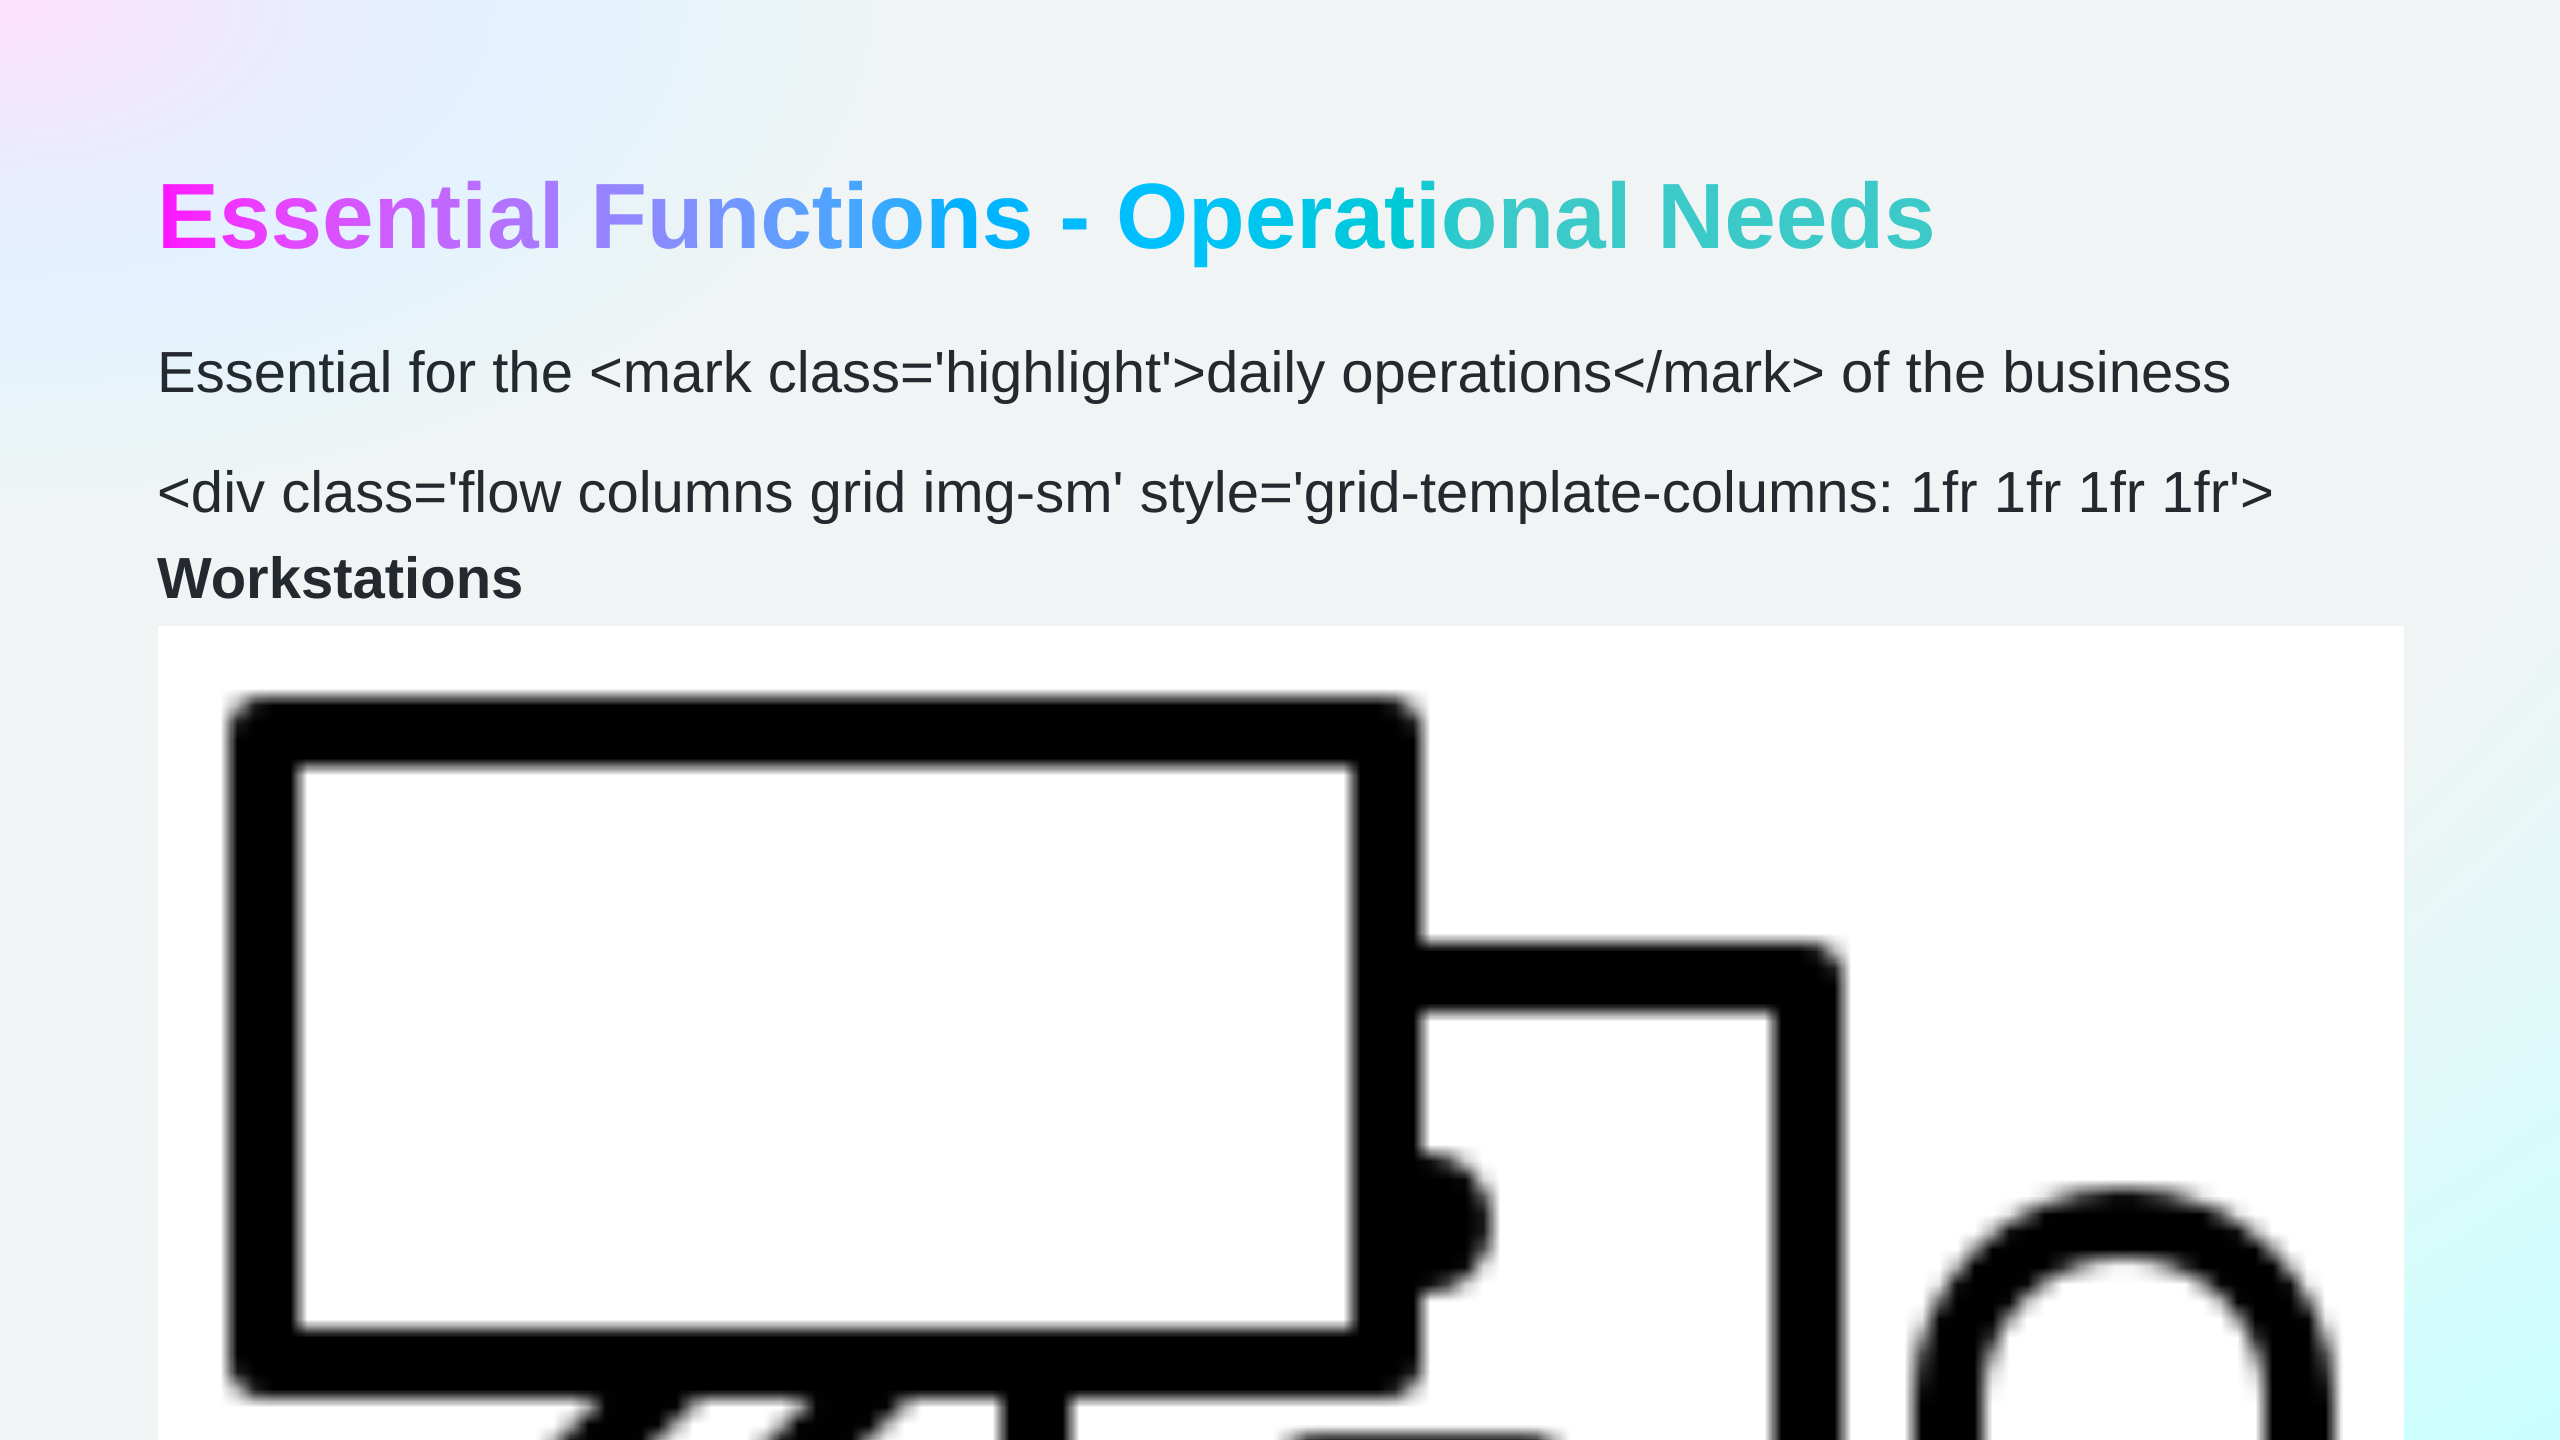 Essential Functions - Operational Needs
Essential for the <mark class='highlight'>daily operations</mark> of the business
<div class='flow columns grid img-sm' style='grid-template-columns: 1fr 1fr 1fr 1fr'>
Workstations